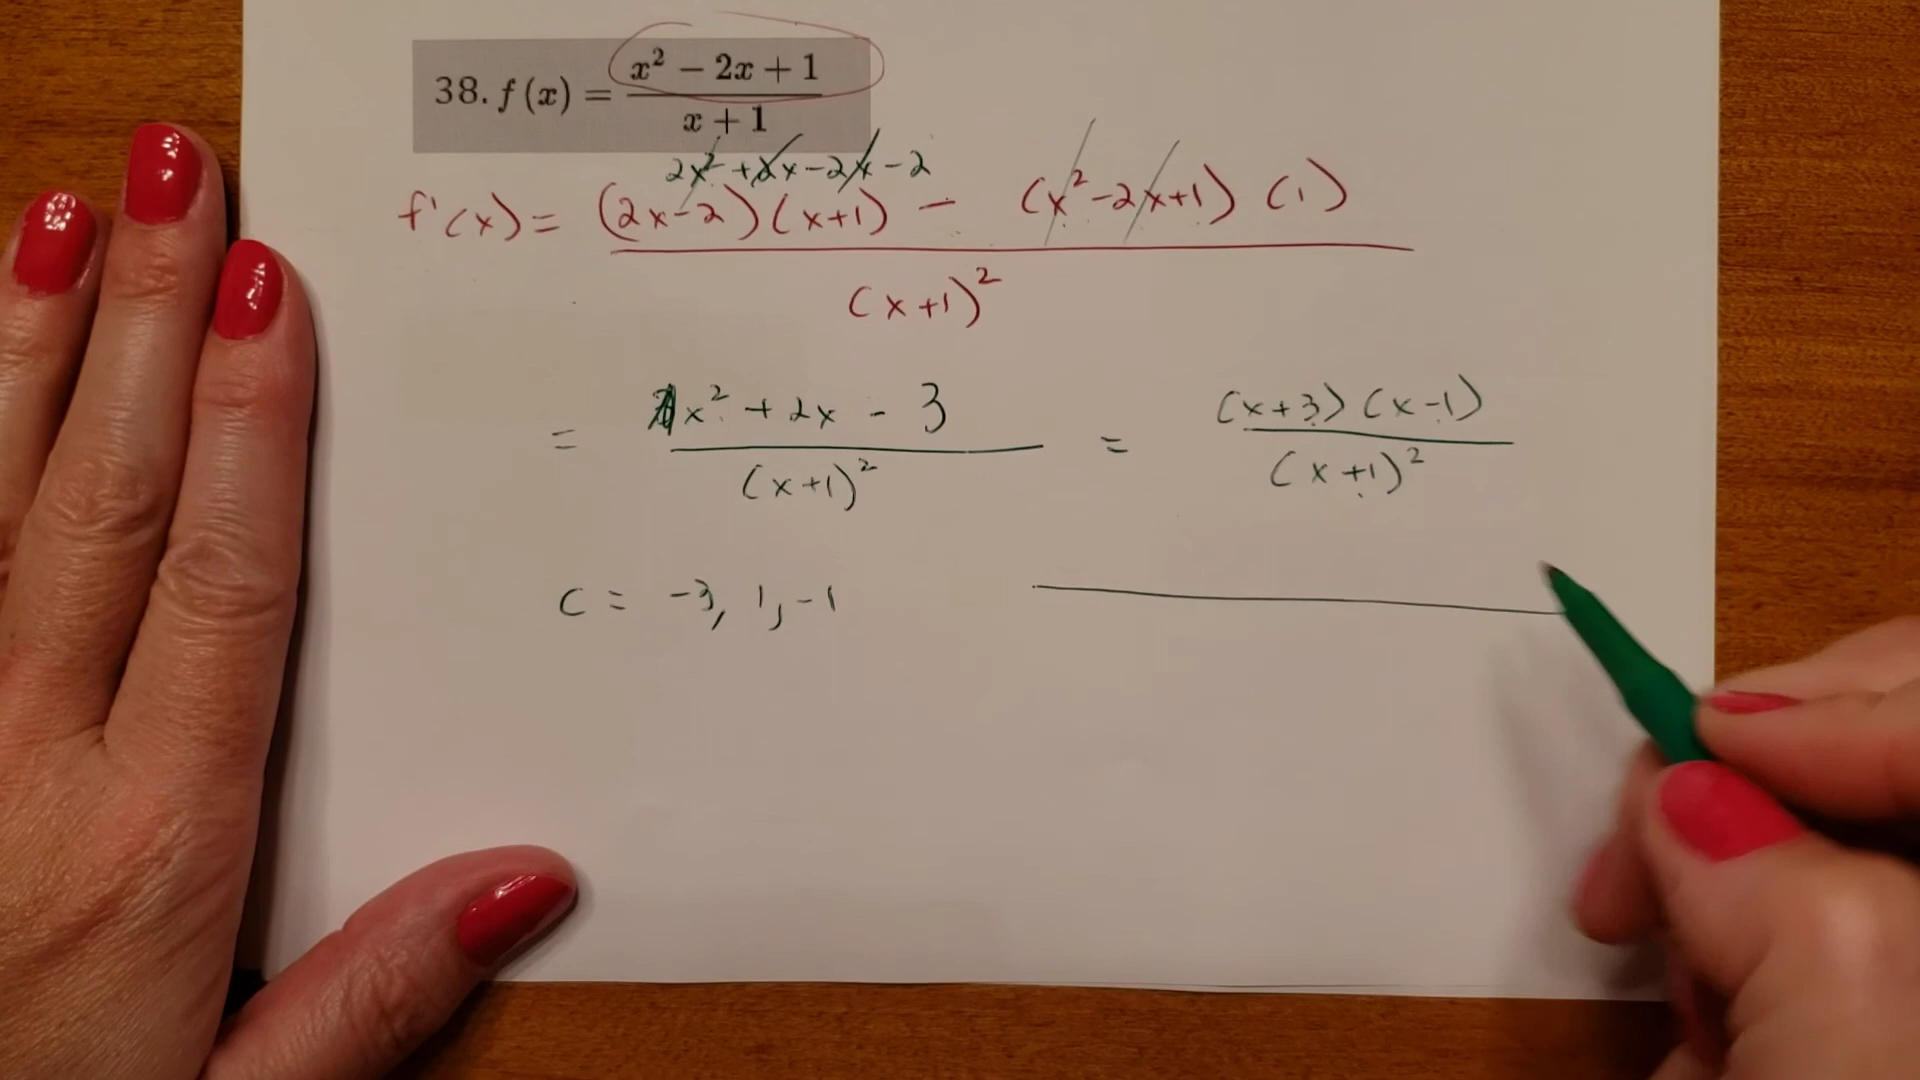 38. f(x) = (x² − 2x + 1)/(x + 1)
2x² + 2x − 2x − 2
f'(x) = ((2x − 2)(x+1) − (x² − 2x + 1)(1))/(x+1)²
= (1x² + 2x − 3)/(x+1)² = ((x+3)(x−1))/(x+1)²
c = −3, 1, −1